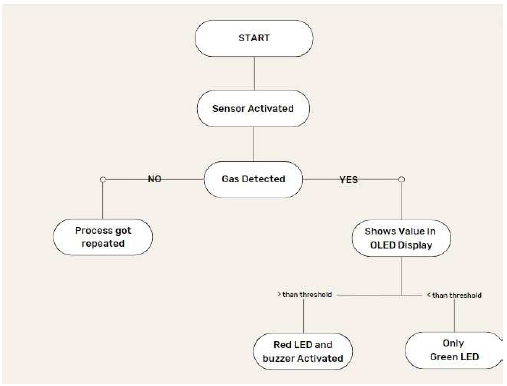 START
Sensor Activated
NO
Gas Detected
YES
Process got
repeated
Shows Value in
OLED Display
> than threshold
< than threshold
Red LED and
buzzer Activated
Only
Green LED